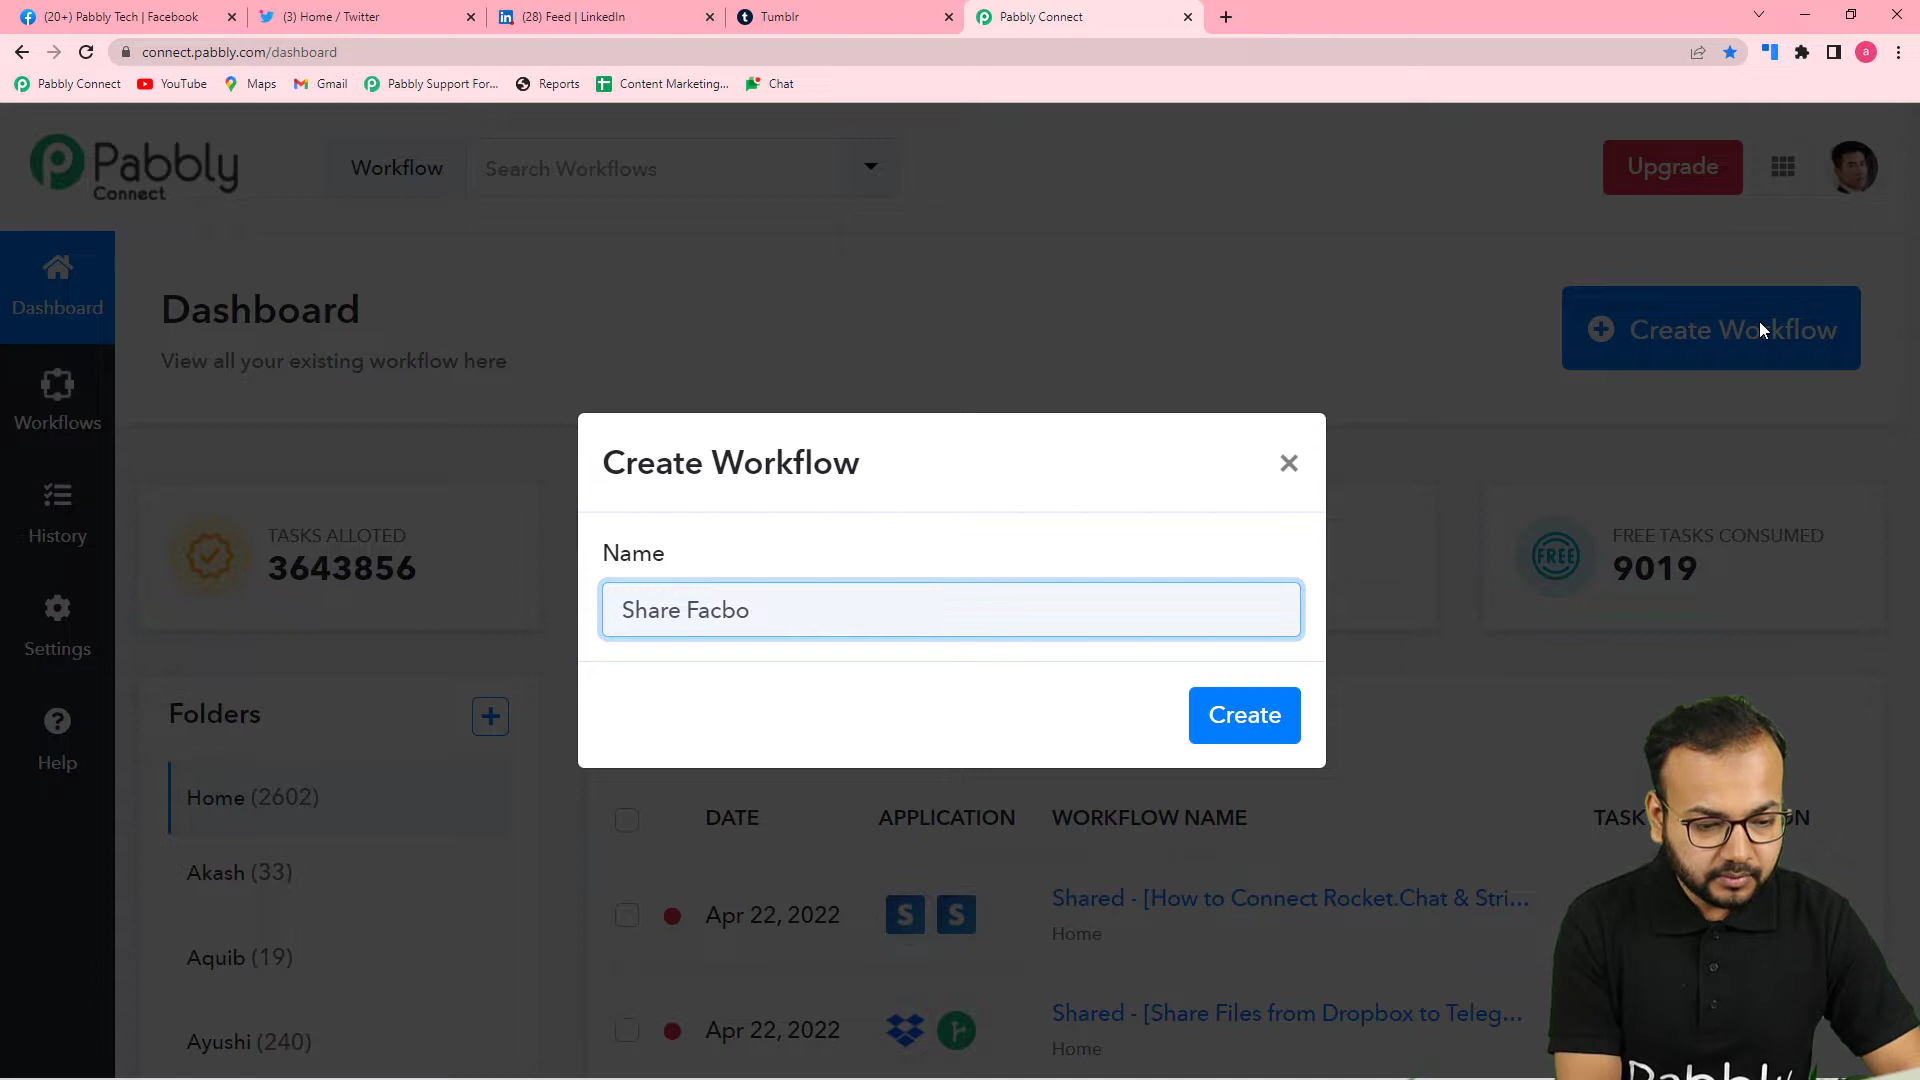 (20+) Pabbly Tech | Facebook
(3) Home / Twitter
(28) Feed | LinkedIn
Tumblr
Pabbly Connect
connect.pabbly.com/dashboard
a
Pabbly Connect
YouTube
Maps
Gmail
Pabbly Support For...
Reports
Content Marketing...
Chat
Pabbly
Connect
Workflow
Search Workflows
Upgrade
Dashboard
Workflows
History
Settings
Help
Dashboard
View all your existing workflow here
Create Workflow
TASKS ALLOTED
3643856
FREE
FREE TASKS CONSUMED
9019
Create Workflow
Name
Share Facbo
Create
Folders
Home (2602)
Akash (33)
Aquib (19)
Ayushi (240)
DATE
APPLICATION
WORKFLOW NAME
Apr 22, 2022
S S
Shared - [How to Connect Rocket.Chat & Stri...
Home
Apr 22, 2022
Shared - [Share Files from Dropbox to Teleg...
Home
Pabbly